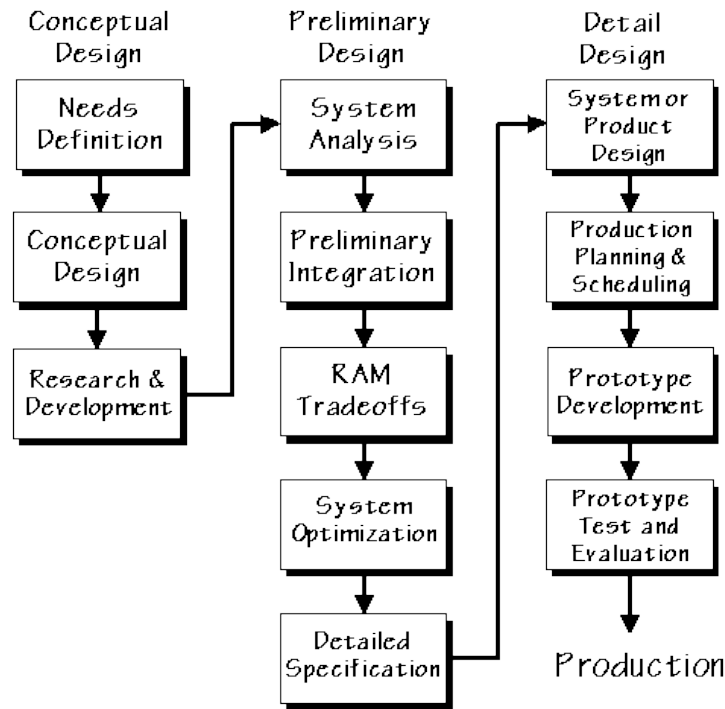 Conceptual
Design
Needs
Definition
Conceptual
Design
Research &
Development
Preliminary
Design
System
Analysis
Preliminary
Integration
RAM
Tradeoffs
System
Optimization
Detailed
Specification
Detail
Design
System or
Product
Design
Production
Planning &
Scheduling
Prototype
Development
Prototype
Test and
Evaluation
Production